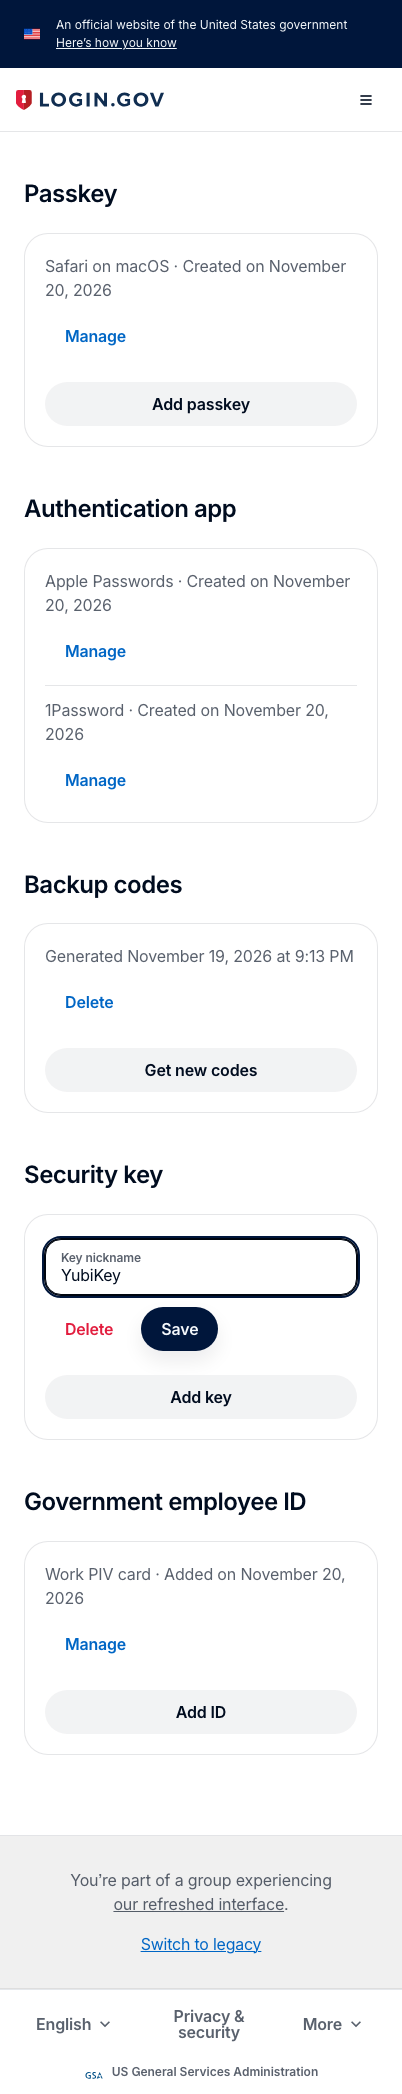 An official website of the United States government
Here’s how you know
LOGIN.GOV
Passkey
Safari on macOS · Created on November
20, 2026
Manage
Add passkey
Authentication app
Apple Passwords · Created on November
20, 2026
Manage
1Password · Created on November 20,
2026
Manage
Backup codes
Generated November 19, 2026 at 9:13 PM
Delete
Get new codes
Security key
Key nickname
YubiKey
Delete
Save
Add key
Government employee ID
Work PIV card · Added on November 20,
2026
Manage
Add ID
You’re part of a group experiencing
our refreshed interface.
Switch to legacy
English
Privacy &
security
More
GSA
US General Services Administration